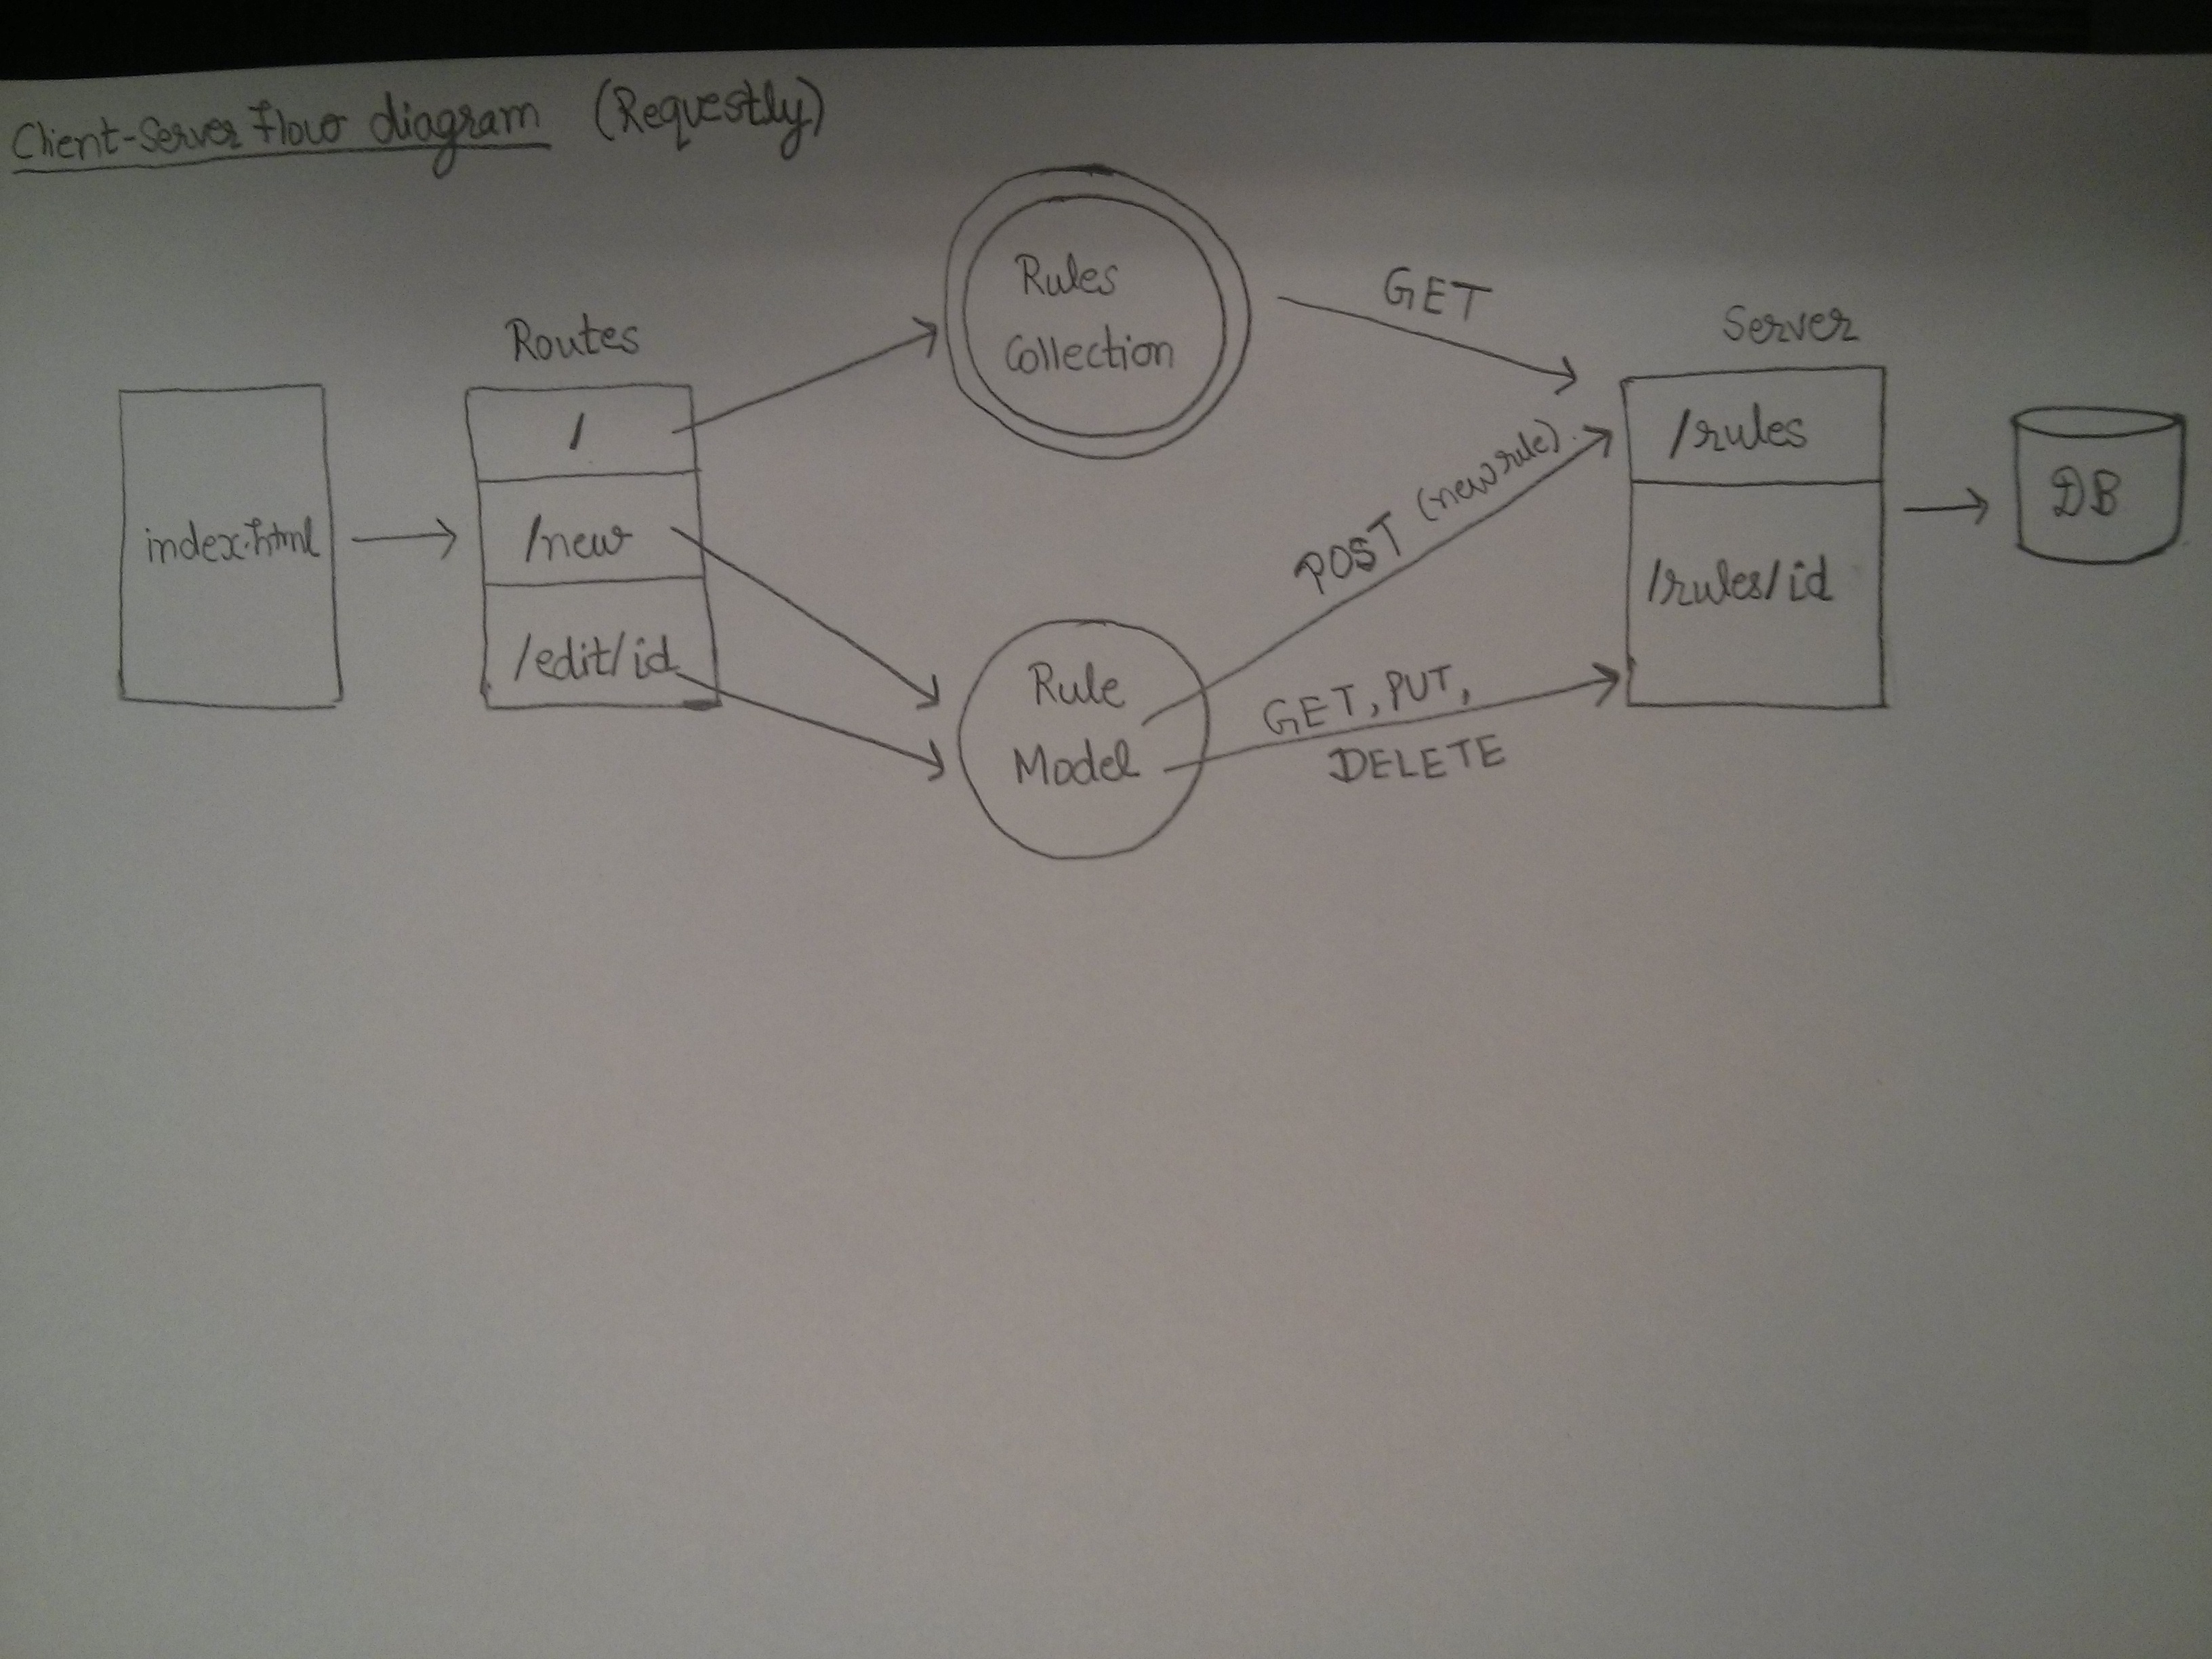 Client-Server Flow diagram (Requestly)
Rules
Collection
GET
Routes
Server
/
/rules
index.html
/new
POST (new rule)
DB
/rules/id
/edit/id
Rule
Model
GET, PUT,
DELETE